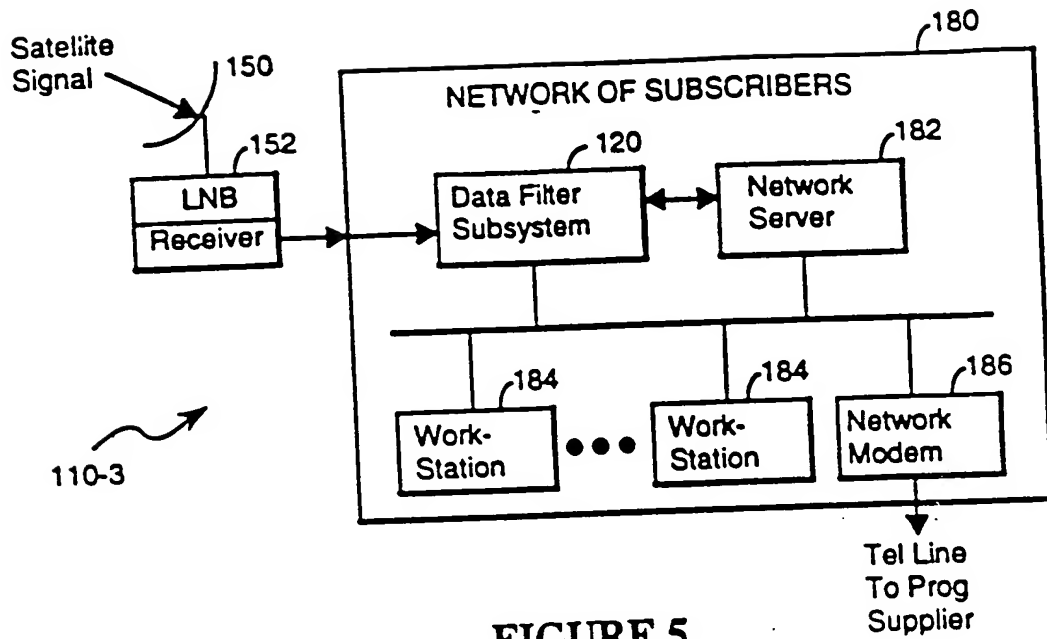 Satellite
Signal
150
180
NETWORK OF SUBSCRIBERS
152
LNB
Receiver
120
Data Filter
Subsystem
182
Network
Server
184
Work-
Station
184
Work-
Station
186
Network
Modem
110-3
Tel Line
To Prog
Supplier
FIGURE 5